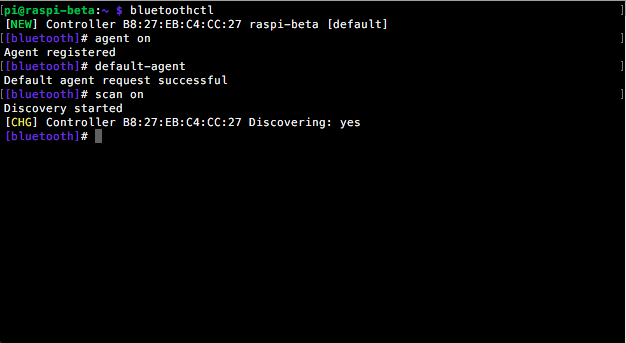 [pi@raspi-beta:~ $ bluetoothctl ]
[NEW] Controller B8:27:EB:C4:CC:27 raspi-beta [default]
[[bluetooth]# agent on ]
Agent registered
[[bluetooth]# default-agent ]
Default agent request successful
[[bluetooth]# scan on ]
Discovery started
[CHG] Controller B8:27:EB:C4:CC:27 Discovering: yes
[bluetooth]#